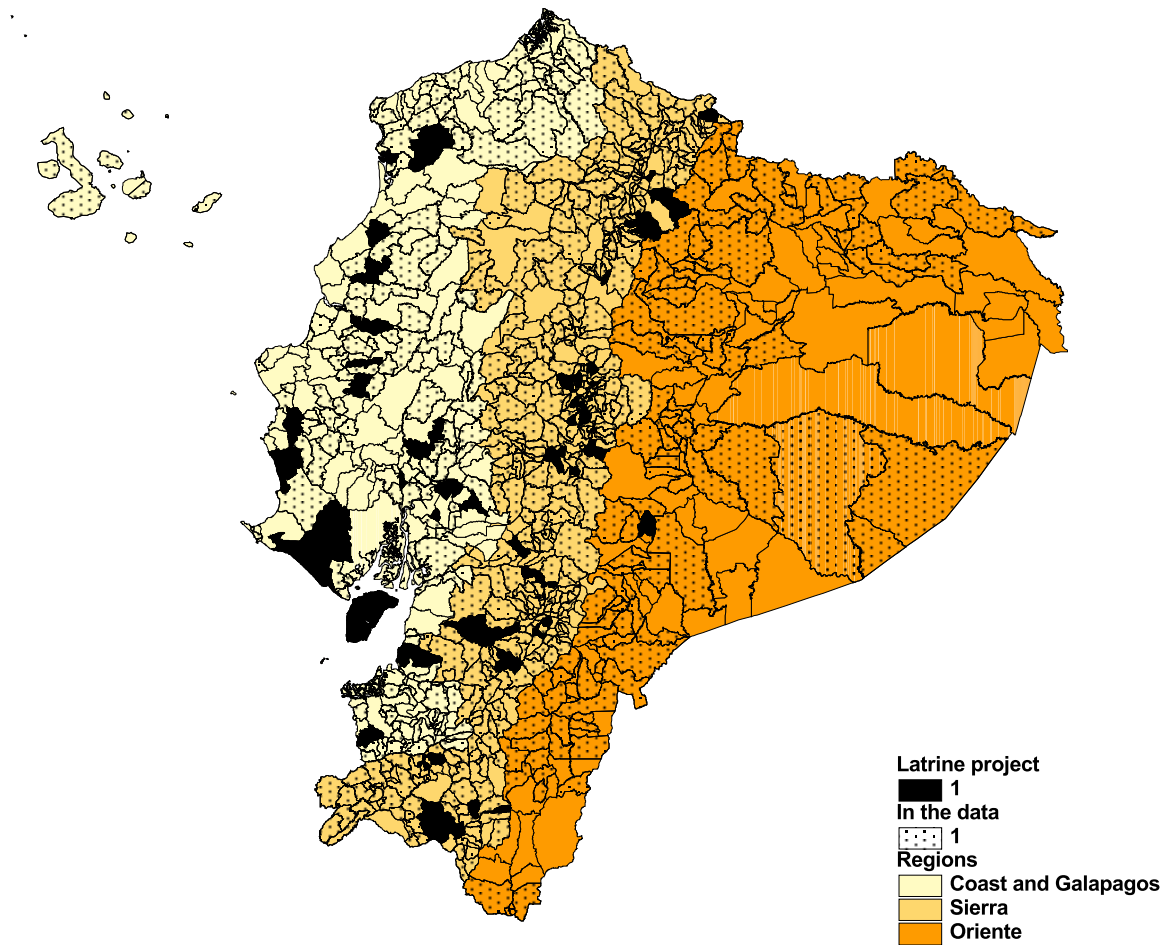 Latrine project
1
In the data
1
Regions
Coast and Galapagos
Sierra
Oriente